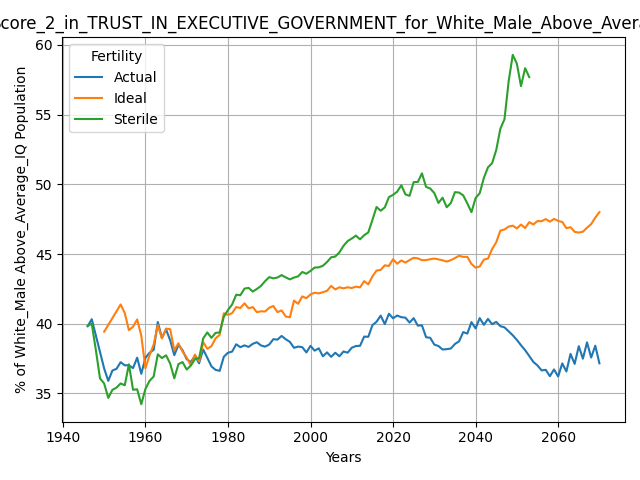 core_2_in_TRUST_IN_EXECUTIVE_GOVERNMENT_for_White_Male_Above_Avera
% of White_Male Above_Average_IQ Population
60
55
50
45
40
35
Fertility
Actual
Ideal
Sterile
1940
1960
1980
2000
2020
2040
2060
Years